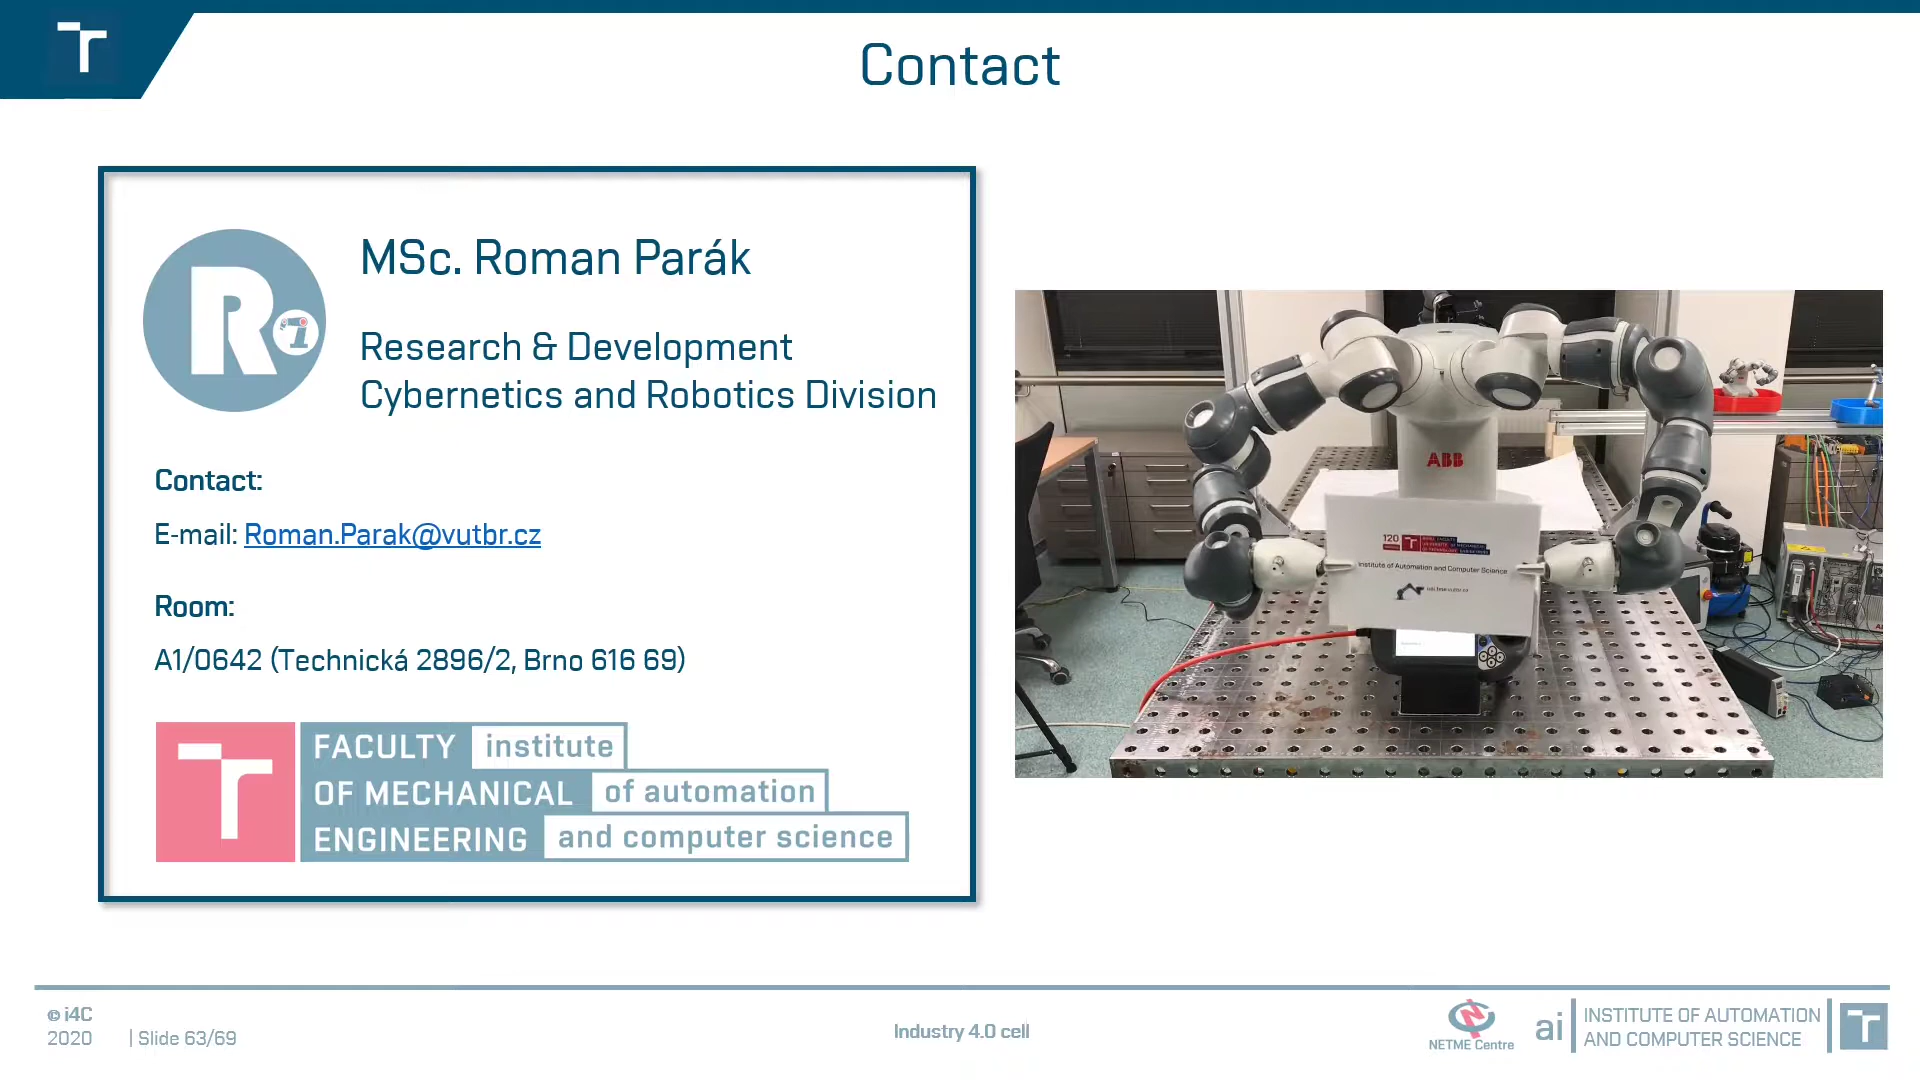 Contact
MSc. Roman Parák
Research & Development
Cybernetics and Robotics Division
Contact:
E-mail: Roman.Parak@vutbr.cz
Room:
A1/0642 (Technická 2896/2, Brno 616 69)
FACULTY institute
OF MECHANICAL of automation
ENGINEERING and computer science
ABB
120
Institute of Automation and Computer Science
© i4C
2020 | Slide 63/69
Industry 4.0 cell
NETME Centre
ai
INSTITUTE OF AUTOMATION
AND COMPUTER SCIENCE